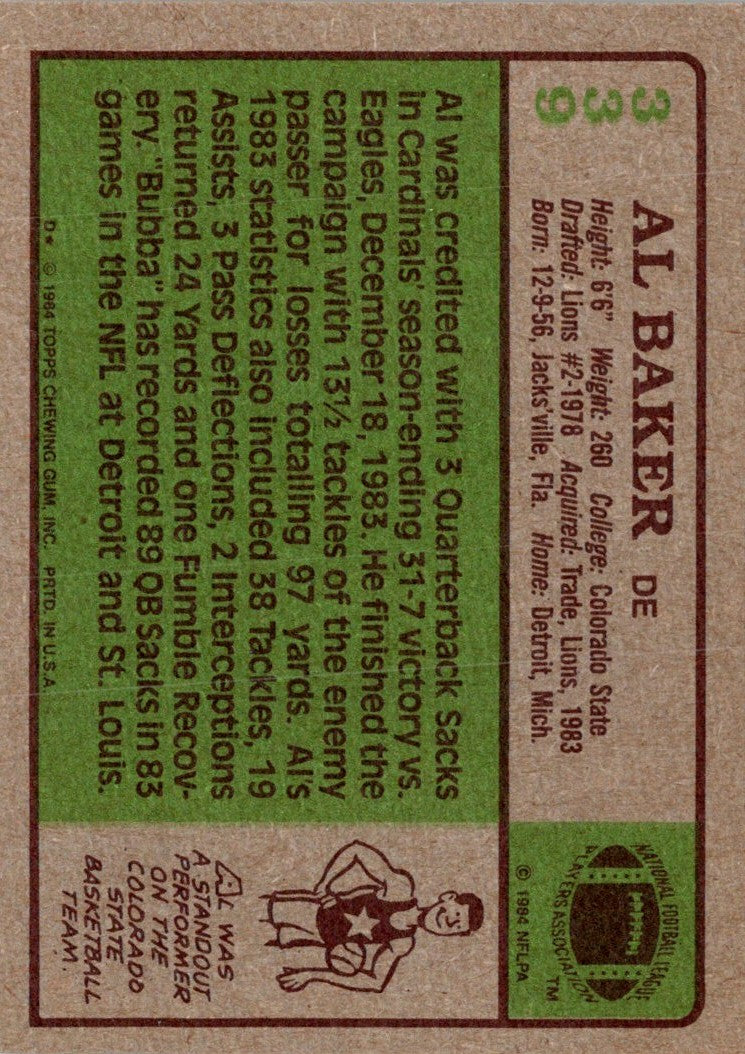 339
AL BAKER DE
Height: 6'6" Weight: 260 College: Colorado State
Drafted: Lions #2-1978 Acquired: Trade, Lions, 1983
Born: 12-9-56, Jacks'ville, Fla. Home: Detroit, Mich.
NATIONAL FOOTBALL LEAGUE
PLAYERS ASSOCIATION
TM
© 1984 NFLPA
Al was credited with 3 Quarterback Sacks
in Cardinals' season-ending 31-7 victory vs.
Eagles, December 18, 1983. He finished the
campaign with 13½ tackles of the enemy
passer for losses totalling 97 yards. Al's
1983 statistics also included 38 Tackles, 19
Assists, 3 Pass Deflections, 2 Interceptions
returned 24 Yards and one Fumble Recov-
ery. "Bubba" has recorded 89 QB Sacks in 83
games in the NFL at Detroit and St. Louis.
D* © 1984 TOPPS CHEWING GUM, INC. PRTD. IN U.S.A.
AL WAS
A STANDOUT
PERFORMER
ON THE
COLORADO
STATE
BASKETBALL
TEAM.